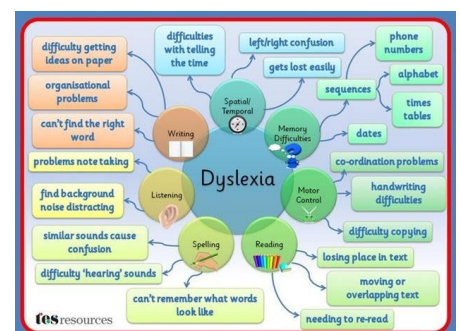 difficulties
with telling
the time
left/right confusion
gets lost easily
phone
numbers
alphabet
times
tables
sequences
dates
difficulty getting
ideas on paper
organisational
problems
can't find the right
word
problems note taking
find background
noise distracting
similar sounds cause
confusion
difficulty 'hearing' sounds
can't remember what words
look like
Spatial/
Temporal
Memory
Difficulties
Writing
Dyslexia
Listening
Motor
Control
Spelling
Reading
co-ordination problems
handwriting
difficulties
difficulty copying
losing place in text
moving or
overlapping text
needing to re-read
tes resources